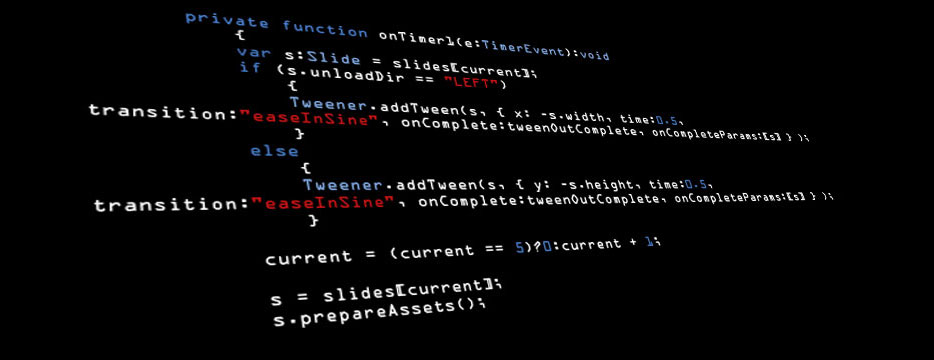 private function onTimer1(e:TimerEvent):void
{
var s:Slide = slides[current];
if (s.unloadDir == "LEFT")
{
Tweener.addTween(s, { x: -s.width, time:0.5,
transition:"easeInSine", onComplete:tweenOutComplete, onCompleteParams:[s] } );
}
else
{
Tweener.addTween(s, { y: -s.height, time:0.5,
transition:"easeInSine", onComplete:tweenOutComplete, onCompleteParams:[s] } );
}
current = (current == 5)?0:current + 1;
s = slides[current];
s.prepareAssets();